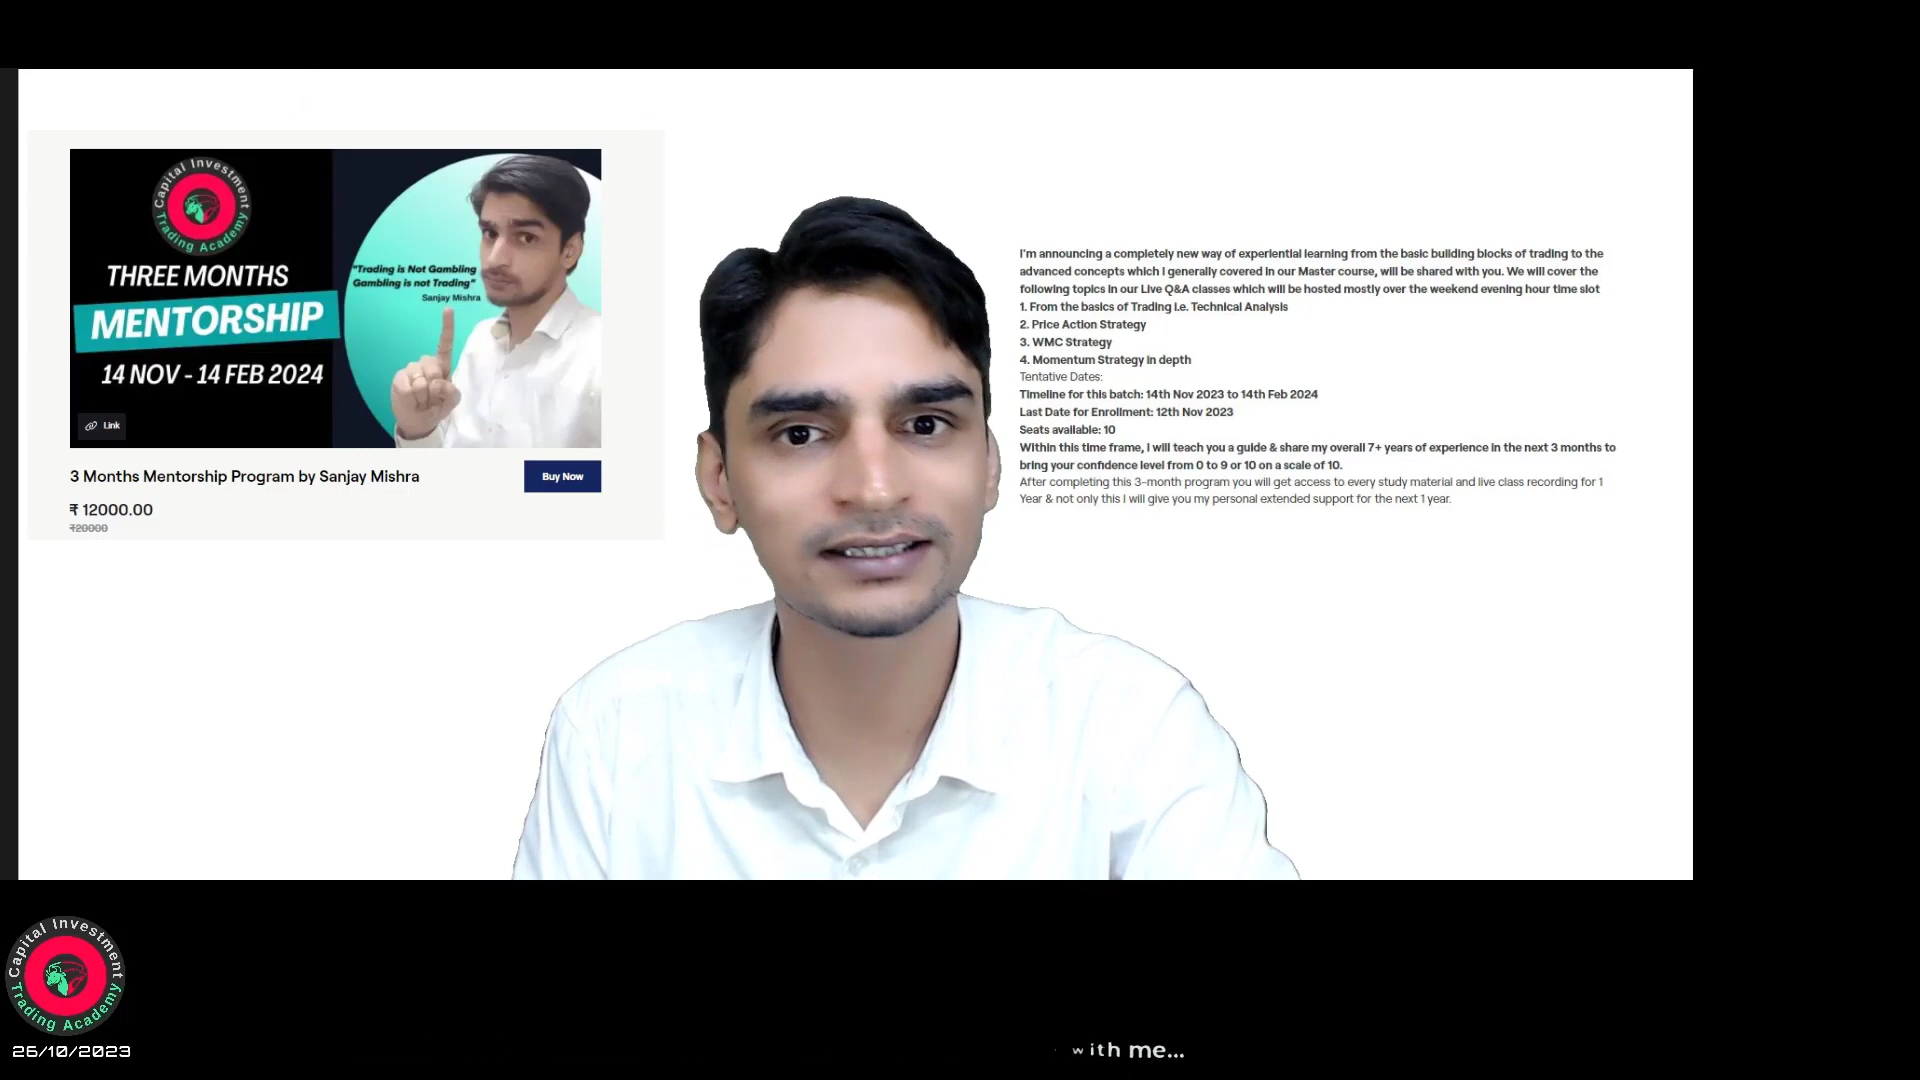 Capital Investment
Trading Academy
THREE MONTHS
MENTORSHIP
14 NOV - 14 FEB 2024
"Trading is Not Gambling
Gambling is not Trading"
Sanjay Mishra
Link
3 Months Mentorship Program by Sanjay Mishra
Buy Now
₹ 12000.00
₹20000
I'm announcing a completely new way of experiential learning from the basic building blocks of trading to the
advanced concepts which I generally covered in our Master course, will be shared with you. We will cover the
following topics in our Live Q&A classes which will be hosted mostly over the weekend evening hour time slot
1. From the basics of Trading i.e. Technical Analysis
2. Price Action Strategy
3. WMC Strategy
4. Momentum Strategy in depth
Tentative Dates:
Timeline for this batch: 14th Nov 2023 to 14th Feb 2024
Last Date for Enrollment: 12th Nov 2023
Seats available: 10
Within this time frame, I will teach you a guide & share my overall 7+ years of experience in the next 3 months to
bring your confidence level from 0 to 9 or 10 on a scale of 10.
After completing this 3-month program you will get access to every study material and live class recording for 1
Year & not only this I will give you my personal extended support for the next 1 year.
Capital Investment
Trading Academy
26/10/2023
with me...